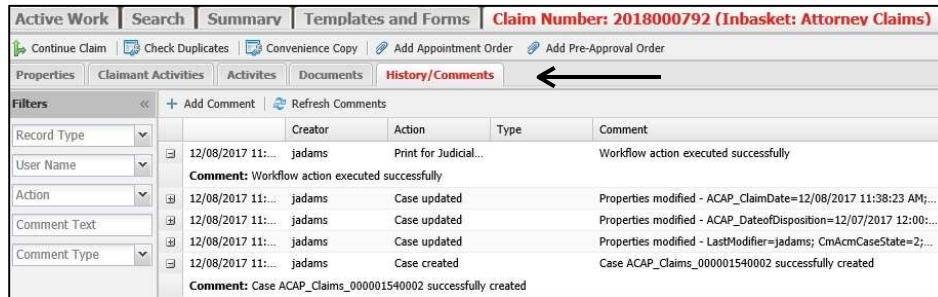 Active Work Search Summary Templates and Forms Claim Number: 2018000792 (Inbasket: Attorney Claims)
Continue Claim Check Duplicates Convenience Copy Add Appointment Order Add Pre-Approval Order
Properties Claimant Activities Activites Documents History/Comments
Filters « + Add Comment Refresh Comments
Record Type
User Name
Action
Comment Text
Comment Type
Creator Action Type Comment
12/08/2017 11:... jadams Print for Judicial... Workflow action executed successfully
Comment: Workflow action executed successfully
12/08/2017 11:... jadams Case updated Properties modified - ACAP_ClaimDate=12/08/2017 11:38:23 AM;...
12/08/2017 11:... jadams Case updated Properties modified - ACAP_DateofDisposition=12/07/2017 12:00:...
12/08/2017 11:... jadams Case updated Properties modified - LastModifier=jadams; CmAcmCaseState=2;...
12/08/2017 11:... jadams Case created Case ACAP_Claims_000001540002 successfully created
Comment: Case ACAP_Claims_000001540002 successfully created